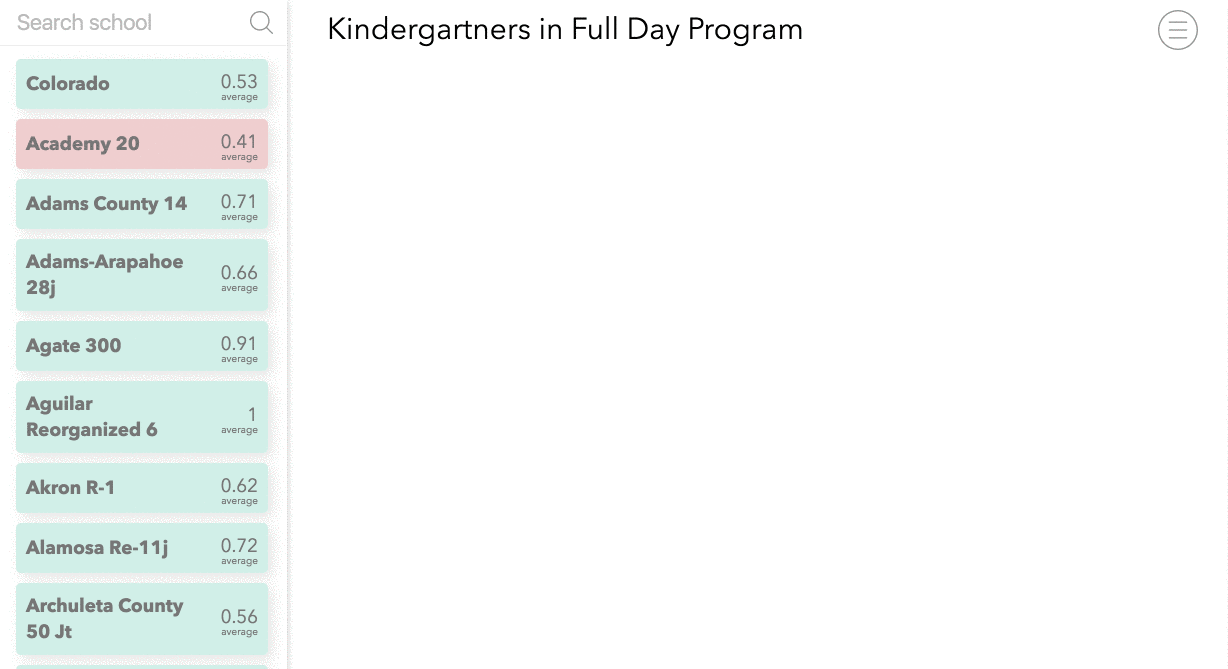 Search school
Kindergartners in Full Day Program
Colorado
0.53
average
Academy 20
0.41
average
Adams County 14
0.71
average
Adams-Arapahoe
28j
0.66
average
Agate 300
0.91
average
Aguilar
Reorganized 6
1
average
Akron R-1
0.62
average
Alamosa Re-11j
0.72
average
Archuleta County
50 Jt
0.56
average